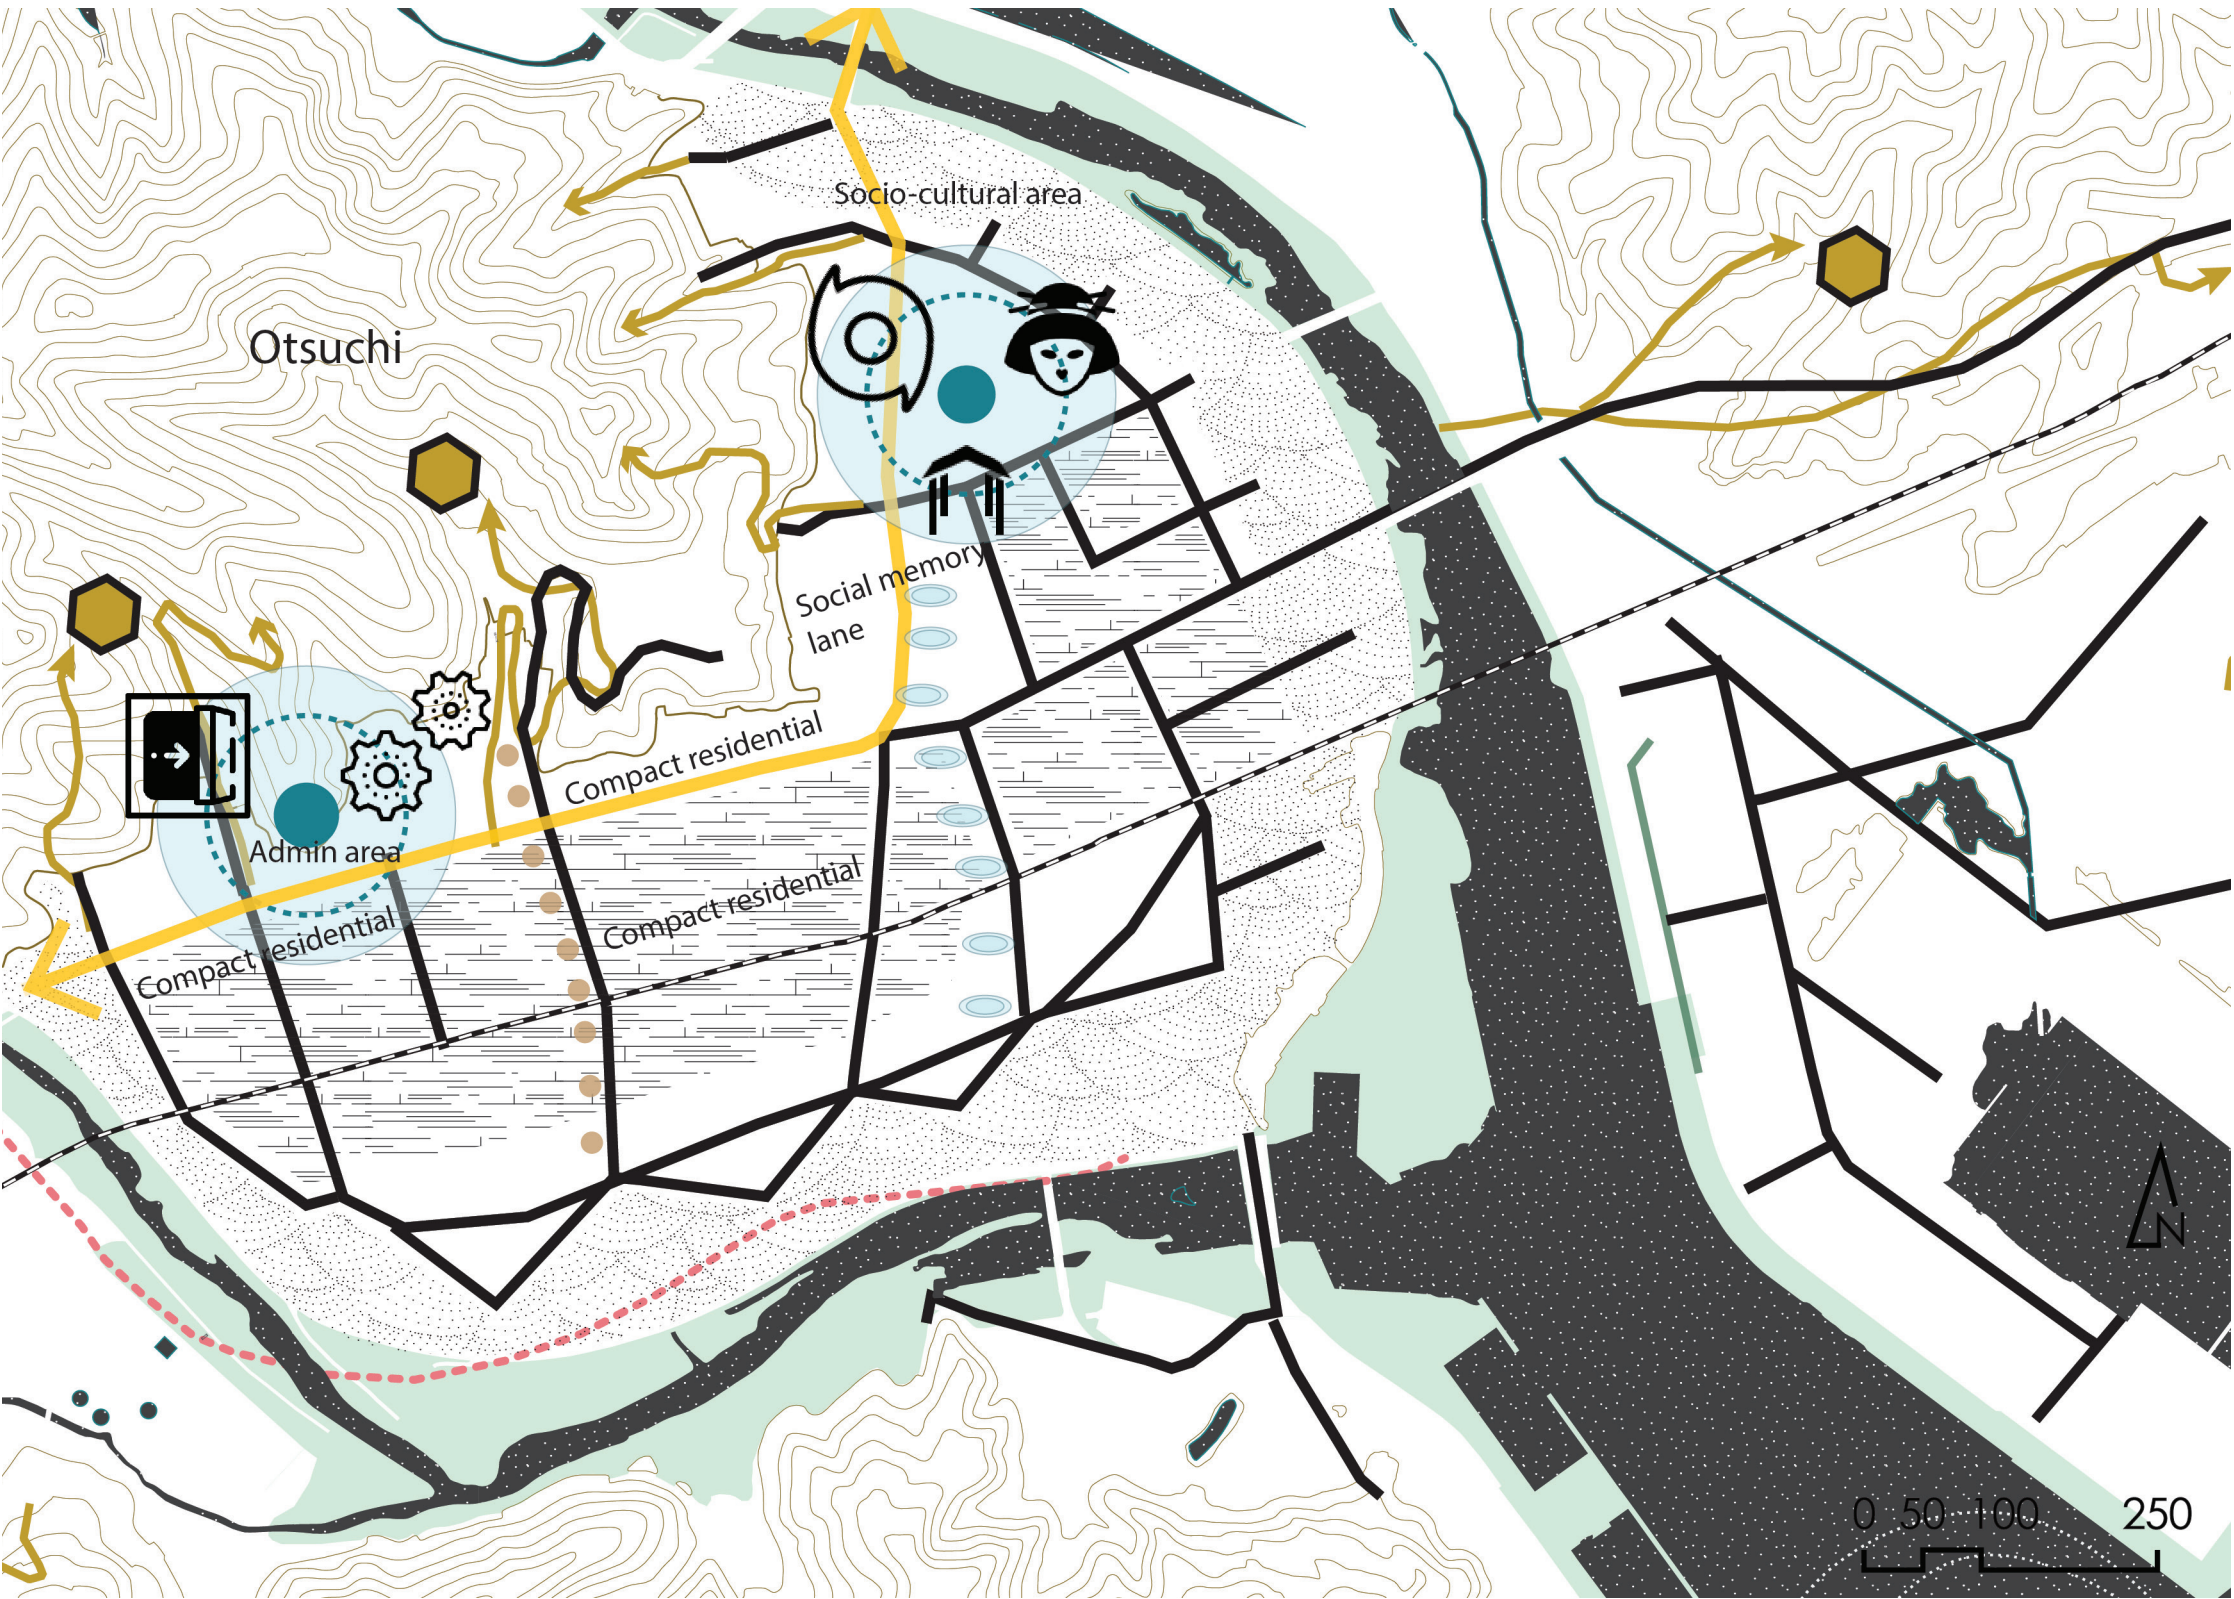 Socio-cultural area
Otsuchi
Social memory
lane
Compact residential
Admin area
Compact residential
Compact residential
N
0 50 100 250